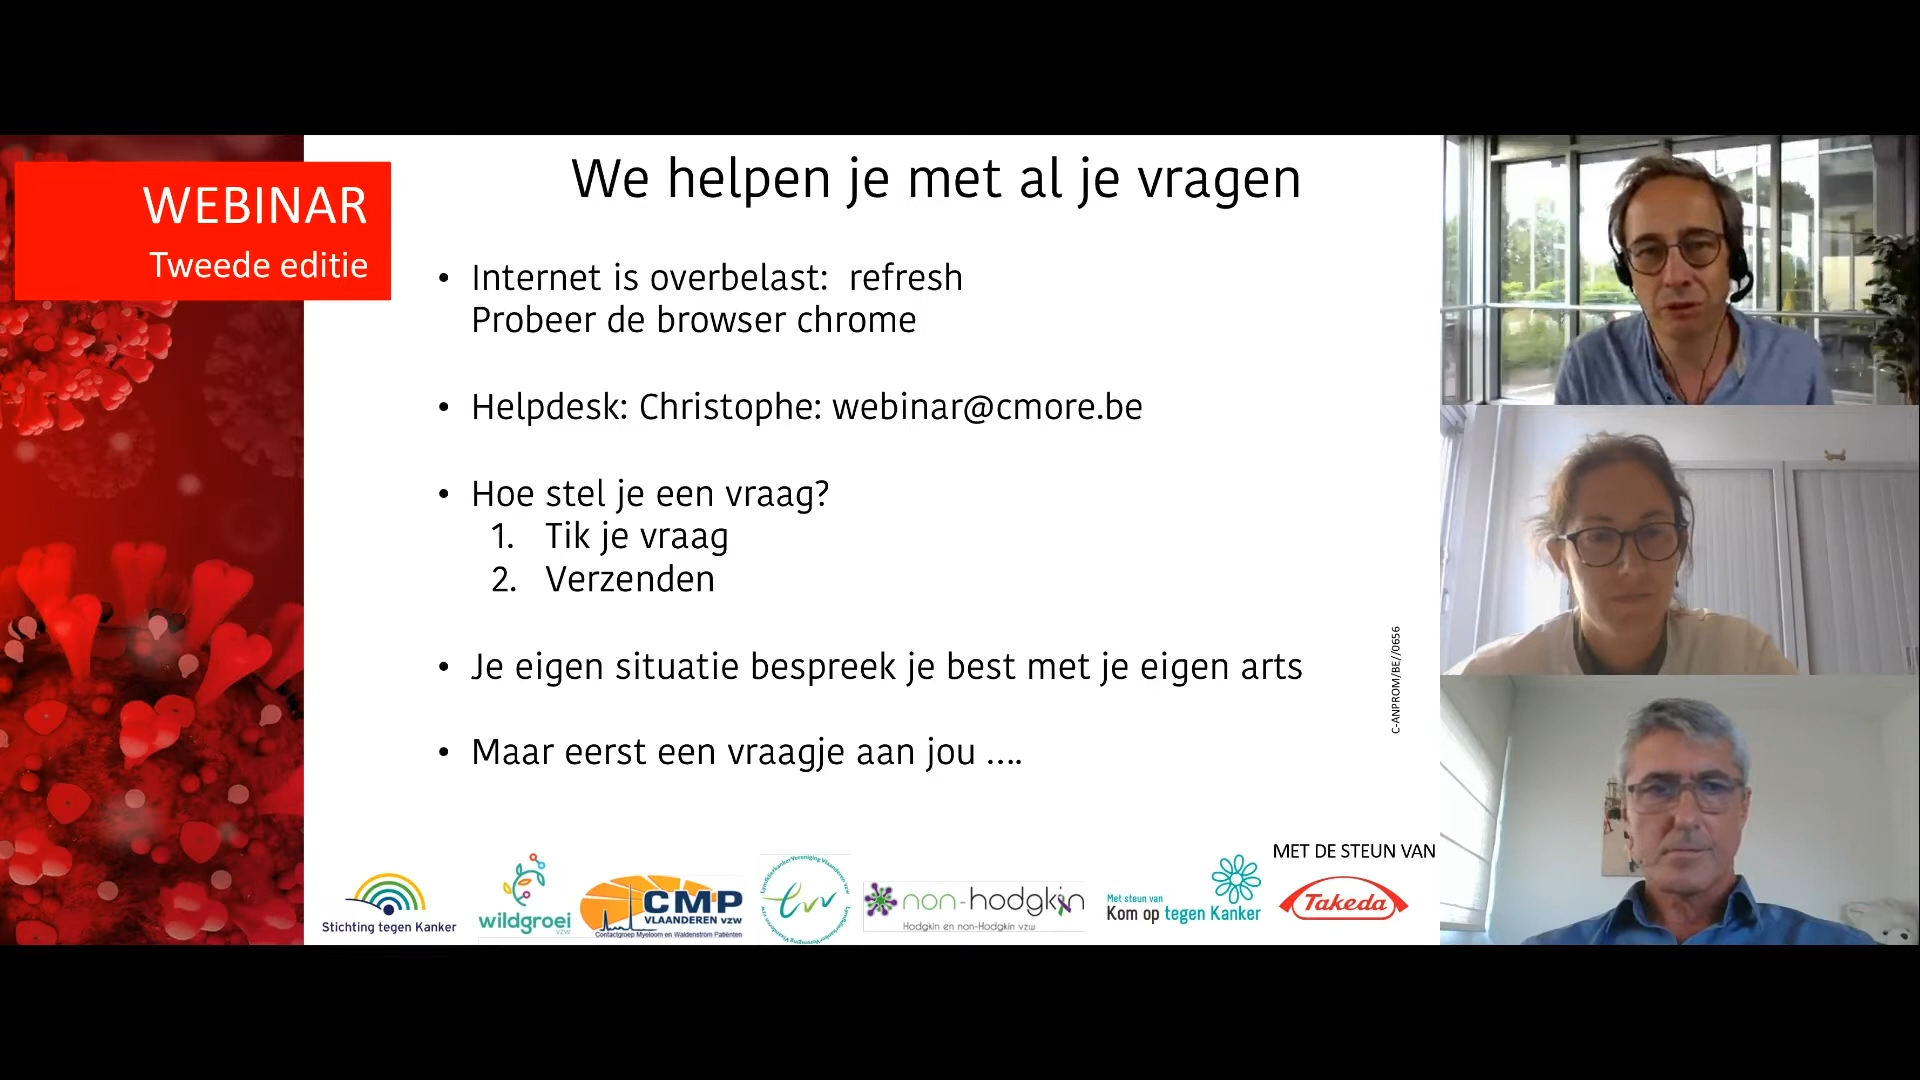 WEBINAR
Tweede editie
We helpen je met al je vragen
• Internet is overbelast: refresh
Probeer de browser chrome
• Helpdesk: Christophe: webinar@cmore.be
• Hoe stel je een vraag?
1. Tik je vraag
2. Verzenden
• Je eigen situatie bespreek je best met je eigen arts
• Maar eerst een vraagje aan jou ....
C-ANPROM/BE//0656
Stichting tegen Kanker
wildgroei
vzw
CMP
VLAANDEREN VZW
Contactgroep Myeloom en Waldenström Patiënten
LymfklierkankerVereniging Vlaanderen vzw
lvv
non-hodgkin
Hodgkin en non-Hodgkin vzw
Met steun van
Kom op tegen Kanker
MET DE STEUN VAN
Takeda